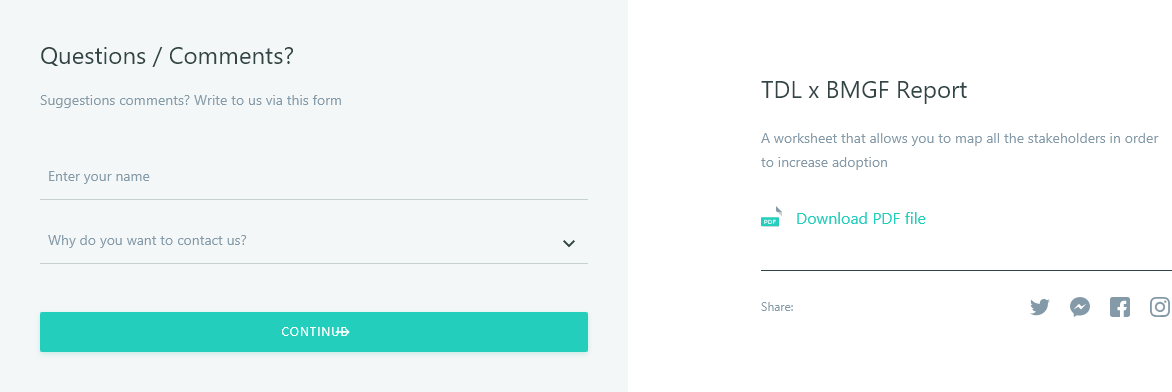 Questions / Comments?
Suggestions comments? Write to us via this form
Enter your name
Why do you want to contact us?
CONTINUE
TDL x BMGF Report
A worksheet that allows you to map all the stakeholders in order
to increase adoption
PDF
Download PDF file
Share: